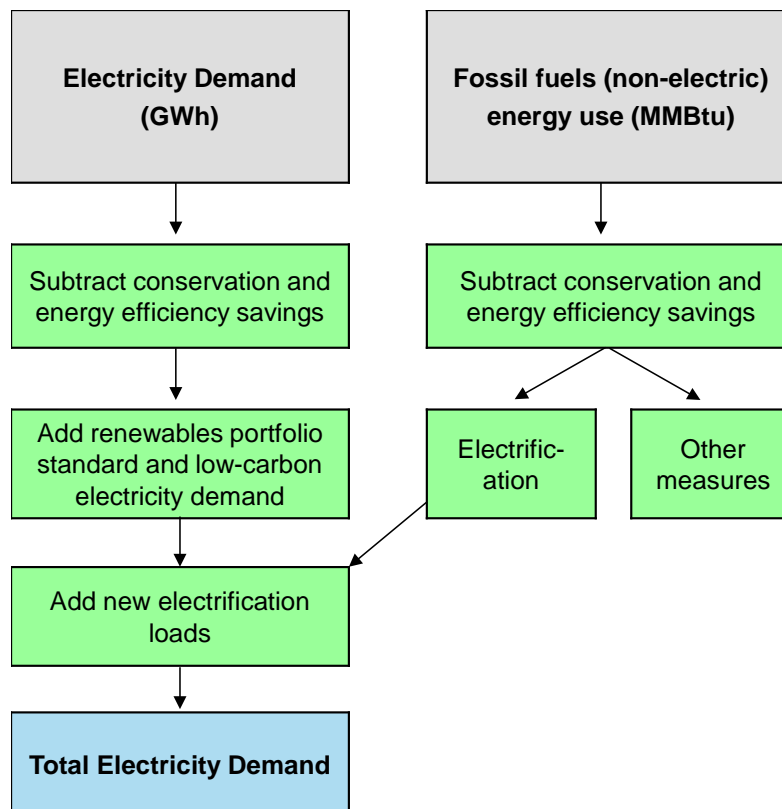 Electricity Demand
(GWh)
Fossil fuels (non-electric)
energy use (MMBtu)
Subtract conservation and
energy efficiency savings
Subtract conservation and
energy efficiency savings
Add renewables portfolio
standard and low-carbon
electricity demand
Electrific-
ation
Other
measures
Add new electrification
loads
Total Electricity Demand